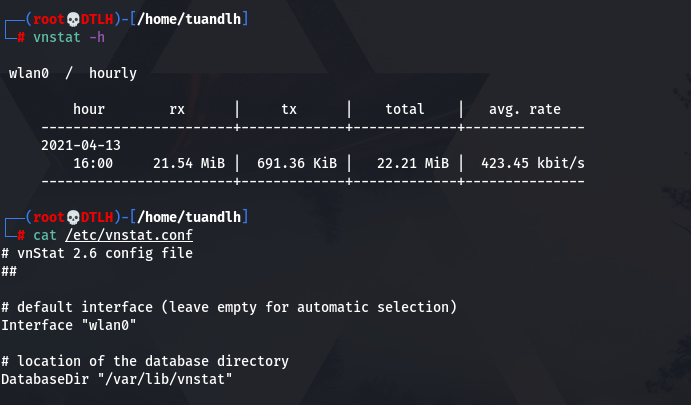 ┌──(root💀DTLH)-[/home/tuandlh]
└─# vnstat -h
wlan0  /  hourly
hour        rx      │     tx      │    total    │   avg. rate
------------------------+-------------+-------------+---------------
2021-04-13
16:00     21.54 MiB │  691.36 KiB │   22.21 MiB │  423.45 kbit/s
------------------------+-------------+-------------+---------------
┌──(root💀DTLH)-[/home/tuandlh]
└─# cat /etc/vnstat.conf
# vnStat 2.6 config file
##
# default interface (leave empty for automatic selection)
Interface "wlan0"
# location of the database directory
DatabaseDir "/var/lib/vnstat"